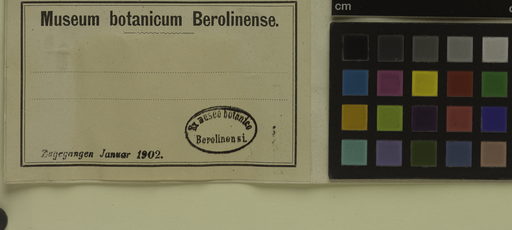 Museum botanicum Berolinense.
cm
Ex museo botanico
Berolinensi.
Zugegangen Januar 1902.